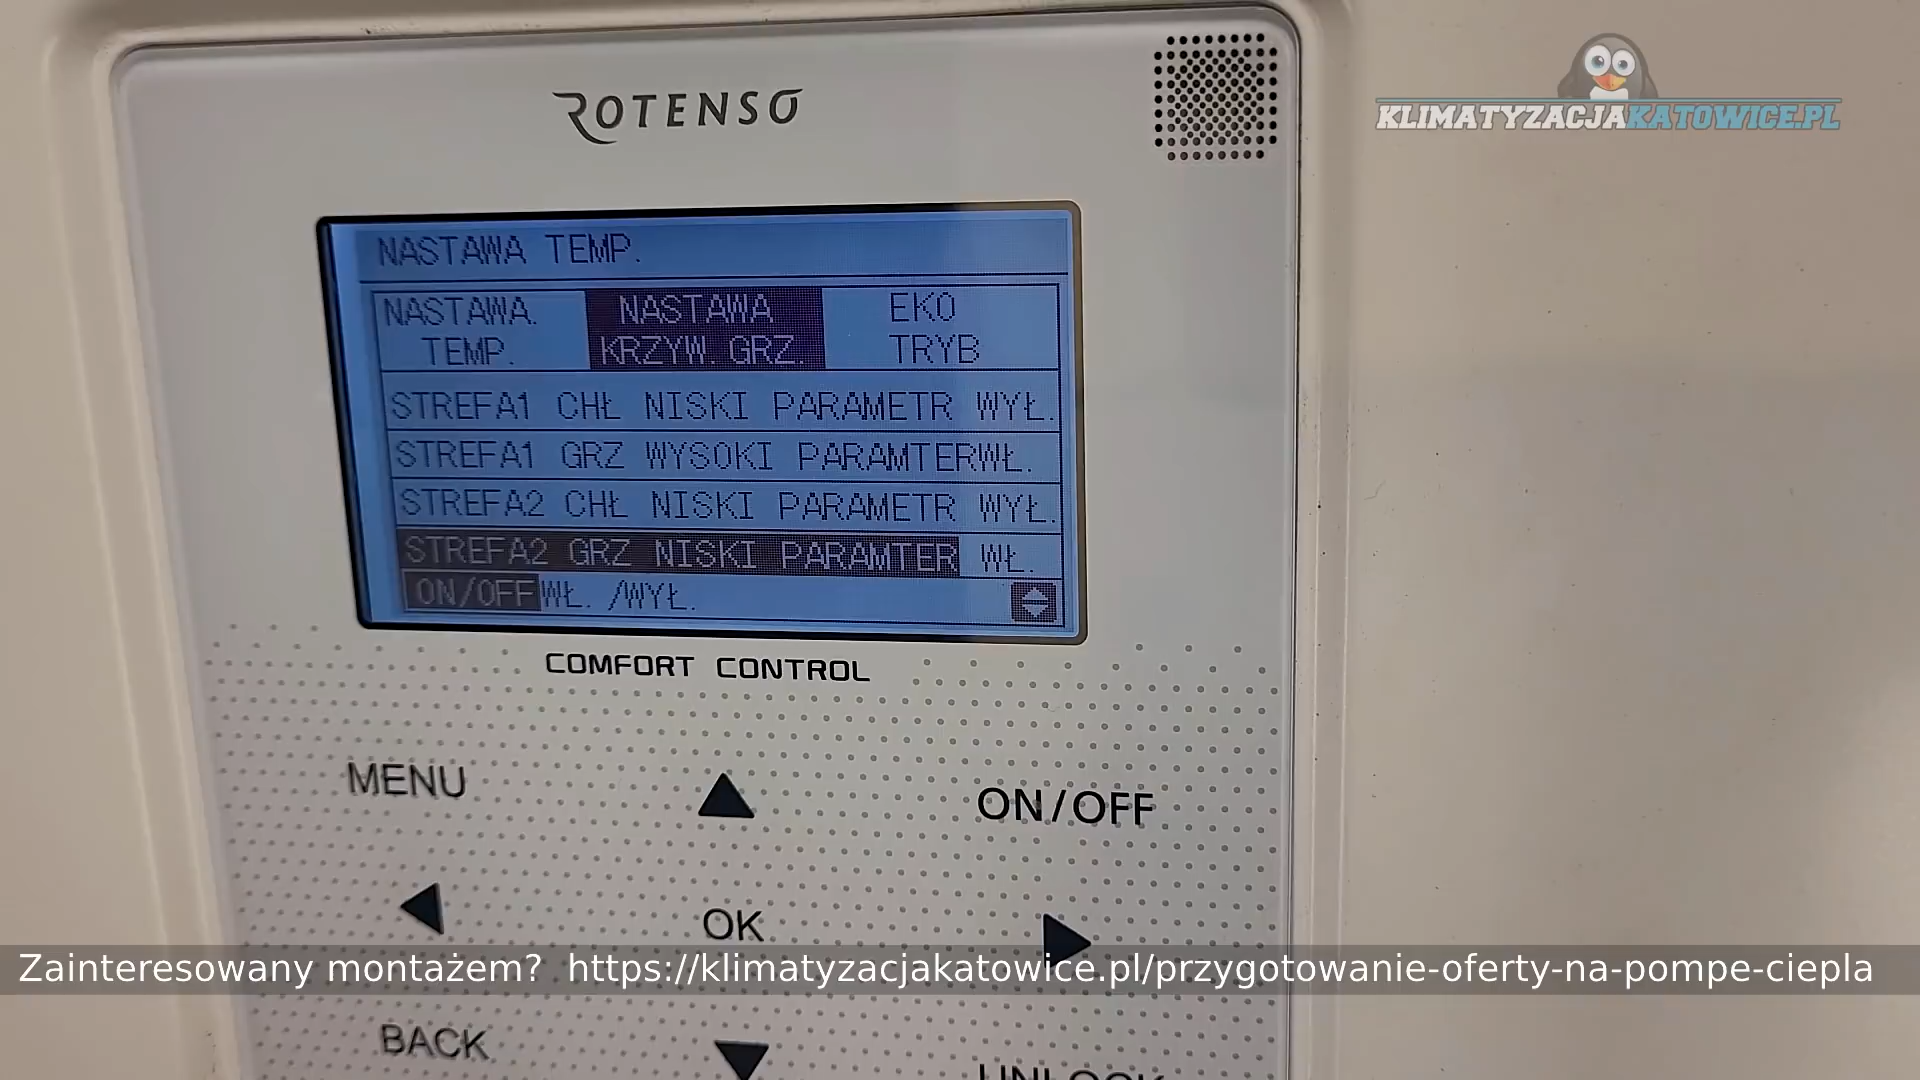 ROTENSO
KLIMATYZACJAKATOWICE.PL
NASTAWA TEMP.
NASTAWA. TEMP.
NASTAWA KRZYW. GRZ.
EKO TRYB
STREFA1 CHŁ NISKI PARAMETR WYŁ.
STREFA1 GRZ WYSOKI PARAMTERWŁ.
STREFA2 CHŁ NISKI PARAMETR WYŁ.
STREFA2 GRZ NISKI PARAMTER WŁ.
ON/OFF WŁ. /WYŁ.
COMFORT CONTROL
MENU
ON/OFF
OK
Zainteresowany montażem? https://klimatyzacjakatowice.pl/przygotowanie-oferty-na-pompe-ciepla
BACK
UNLOCK